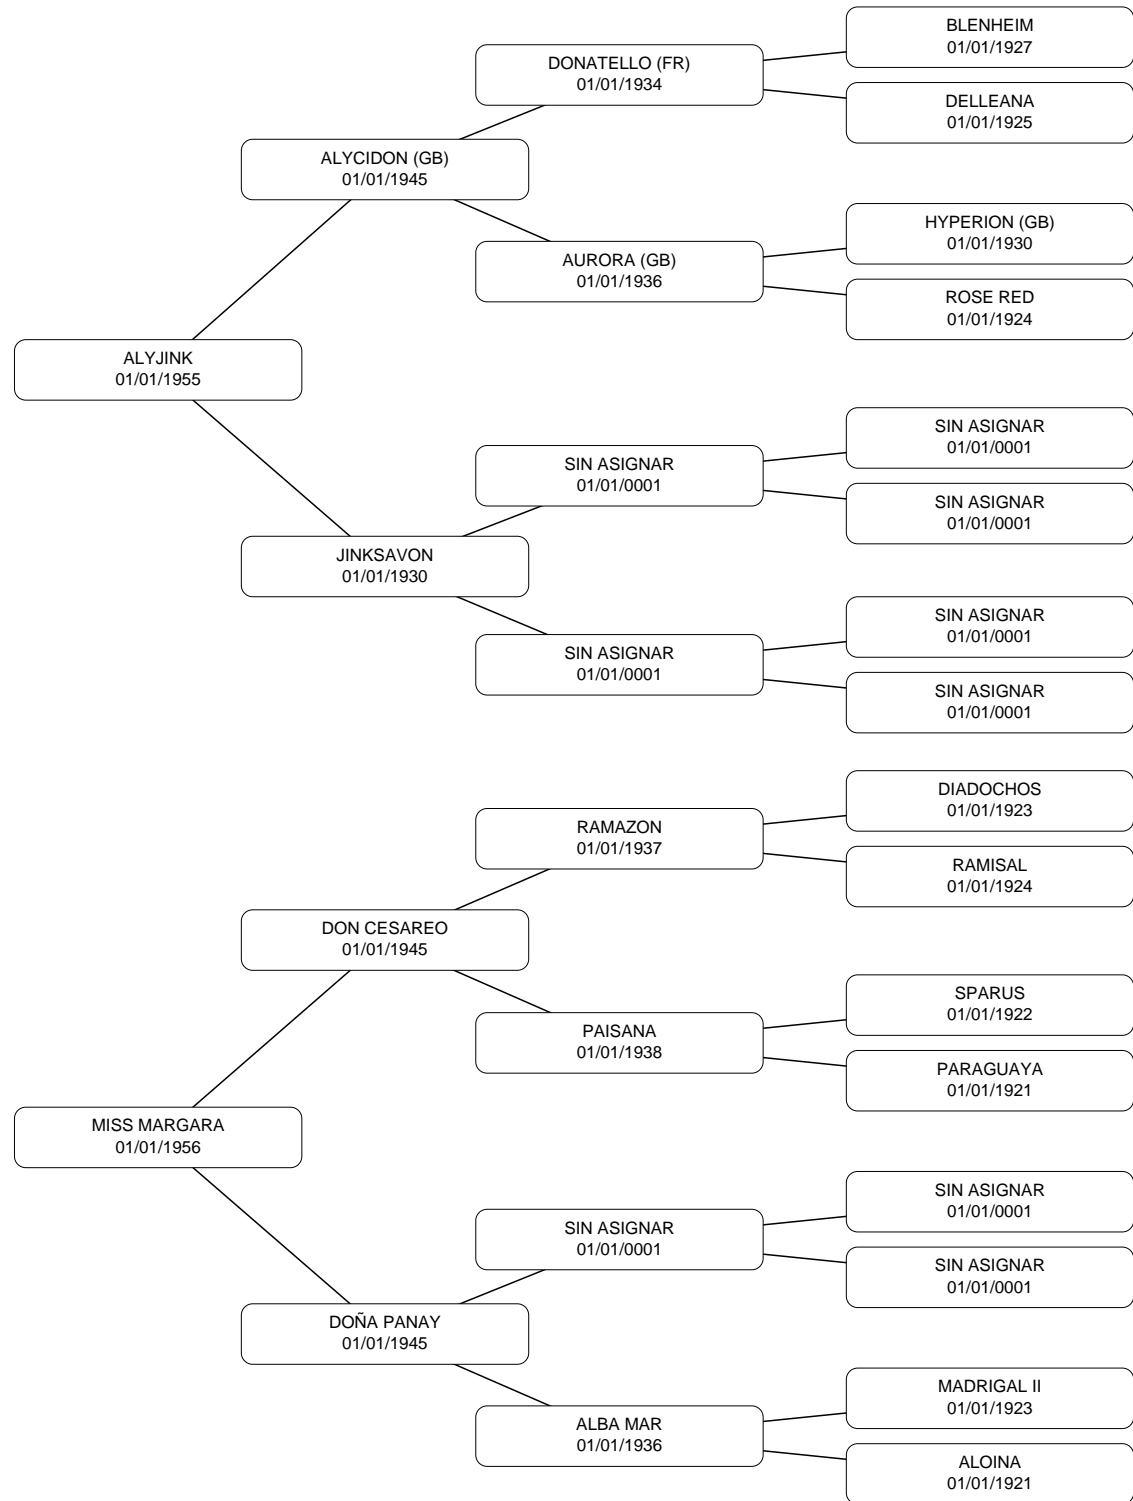 BLENHEIM
01/01/1927
DONATELLO (FR)
01/01/1934
DELLEANA
01/01/1925
ALYCIDON (GB)
01/01/1945
HYPERION (GB)
01/01/1930
AURORA (GB)
01/01/1936
ROSE RED
01/01/1924
ALYJINK
01/01/1955
SIN ASIGNAR
01/01/0001
SIN ASIGNAR
01/01/0001
SIN ASIGNAR
01/01/0001
JINKSAVON
01/01/1930
SIN ASIGNAR
01/01/0001
SIN ASIGNAR
01/01/0001
SIN ASIGNAR
01/01/0001
DIADOCHOS
01/01/1923
RAMAZON
01/01/1937
RAMISAL
01/01/1924
DON CESAREO
01/01/1945
SPARUS
01/01/1922
PAISANA
01/01/1938
PARAGUAYA
01/01/1921
MISS MARGARA
01/01/1956
SIN ASIGNAR
01/01/0001
SIN ASIGNAR
01/01/0001
SIN ASIGNAR
01/01/0001
DOÑA PANAY
01/01/1945
MADRIGAL II
01/01/1923
ALBA MAR
01/01/1936
ALOINA
01/01/1921